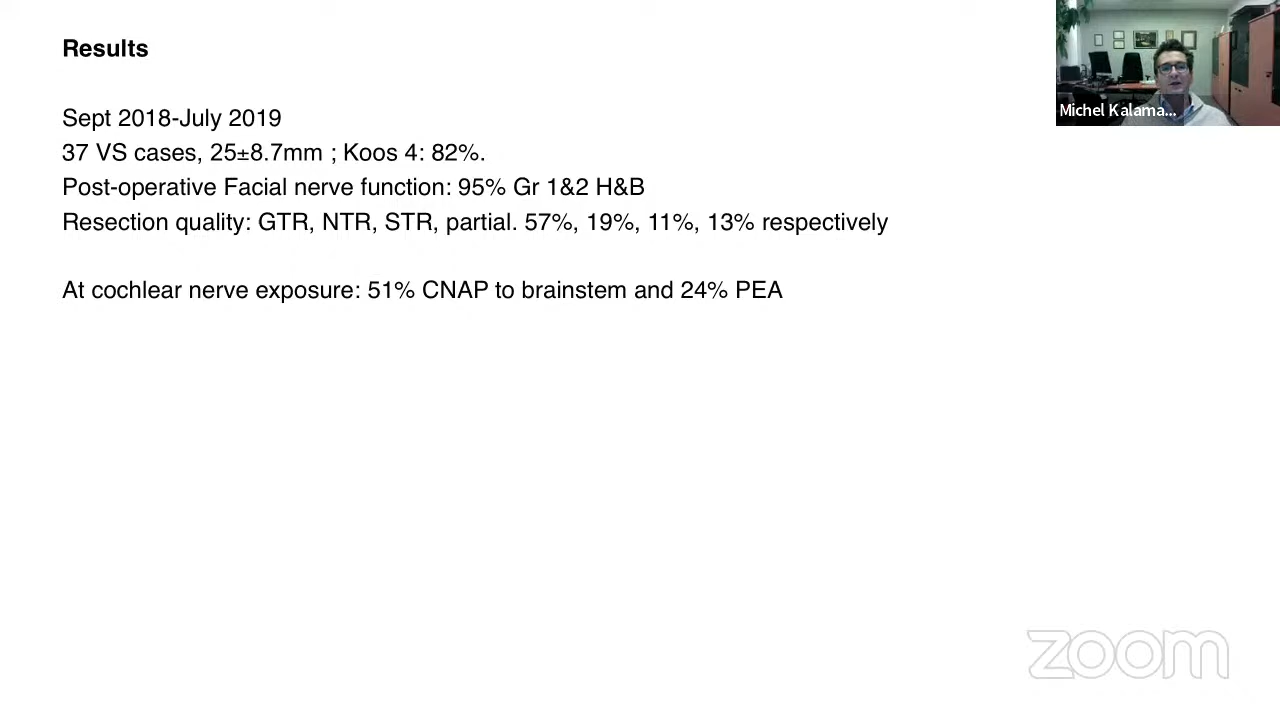 Results
Sept 2018-July 2019
37 VS cases, 25±8.7mm ; Koos 4: 82%.
Post-operative Facial nerve function: 95% Gr 1&2 H&B
Resection quality: GTR, NTR, STR, partial. 57%, 19%, 11%, 13% respectively
At cochlear nerve exposure: 51% CNAP to brainstem and 24% PEA
Michel Kalama...
zoom